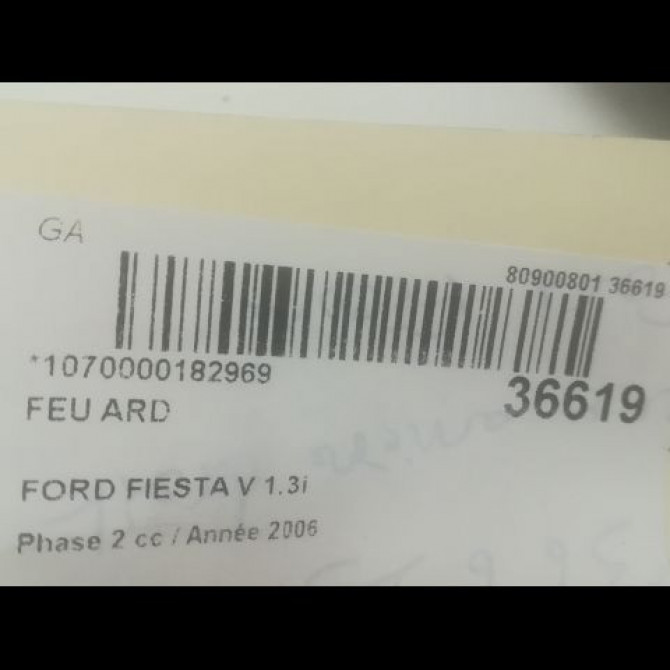 GA
80900801 36619
*1070000182969
36619
FEU ARD
FORD FIESTA V 1.3i
Phase 2 cc / Année 2006